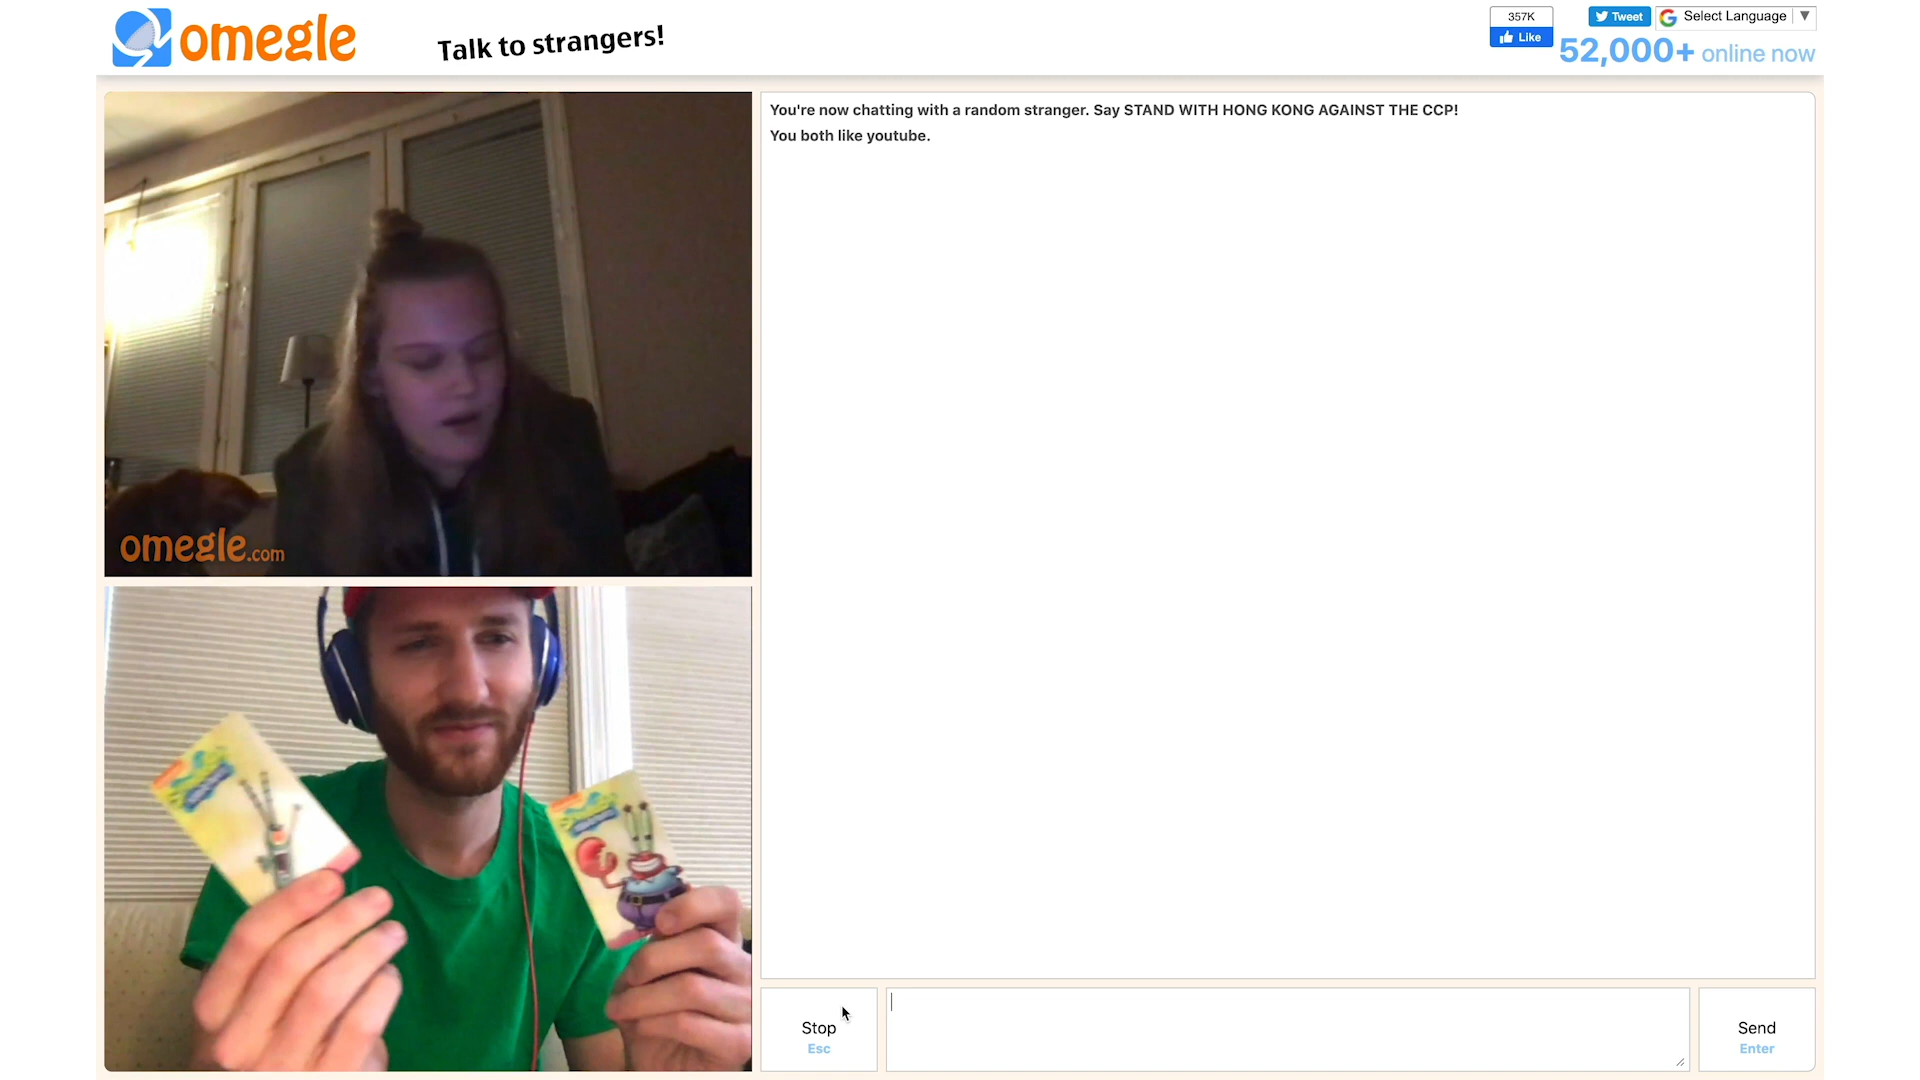 omegle
Talk to strangers!
357K
Like
Tweet
Select Language
52,000+ online now
You're now chatting with a random stranger. Say STAND WITH HONG KONG AGAINST THE CCP!
You both like youtube.
omegle.com
Stop
Esc
Send
Enter